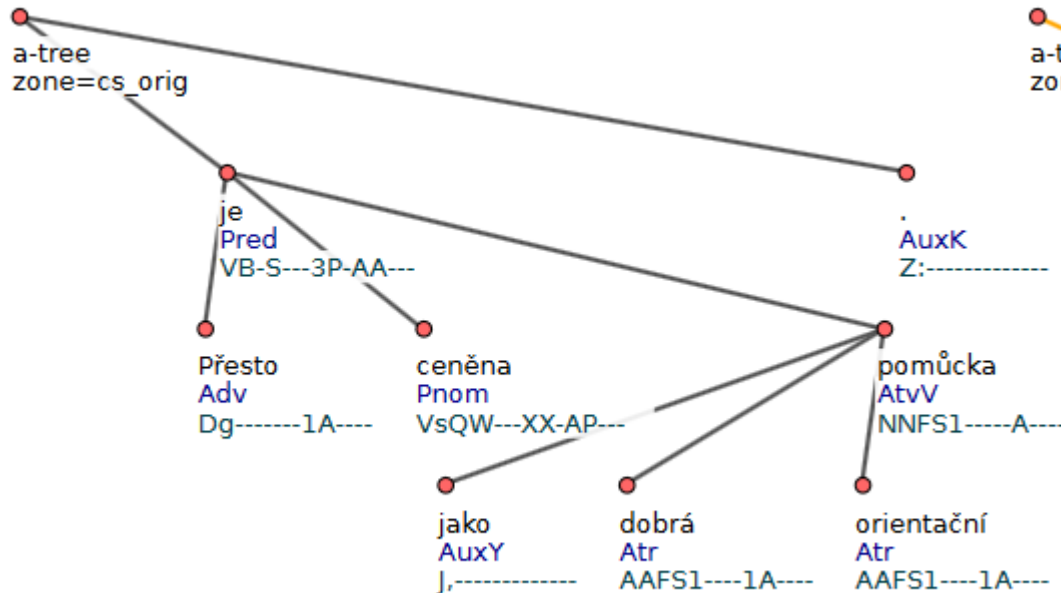 a-tree
zone=cs_orig
a-t
zo
je
Pred
VB-S---3P-AA---
.
AuxK
Z:-------------
Přesto
Adv
Dg-------1A----
ceněna
Pnom
VsQW---XX-AP---
pomůcka
AtvV
NNFS1-----A----
jako
AuxY
J,-------------
dobrá
Atr
AAFS1----1A----
orientační
Atr
AAFS1----1A----